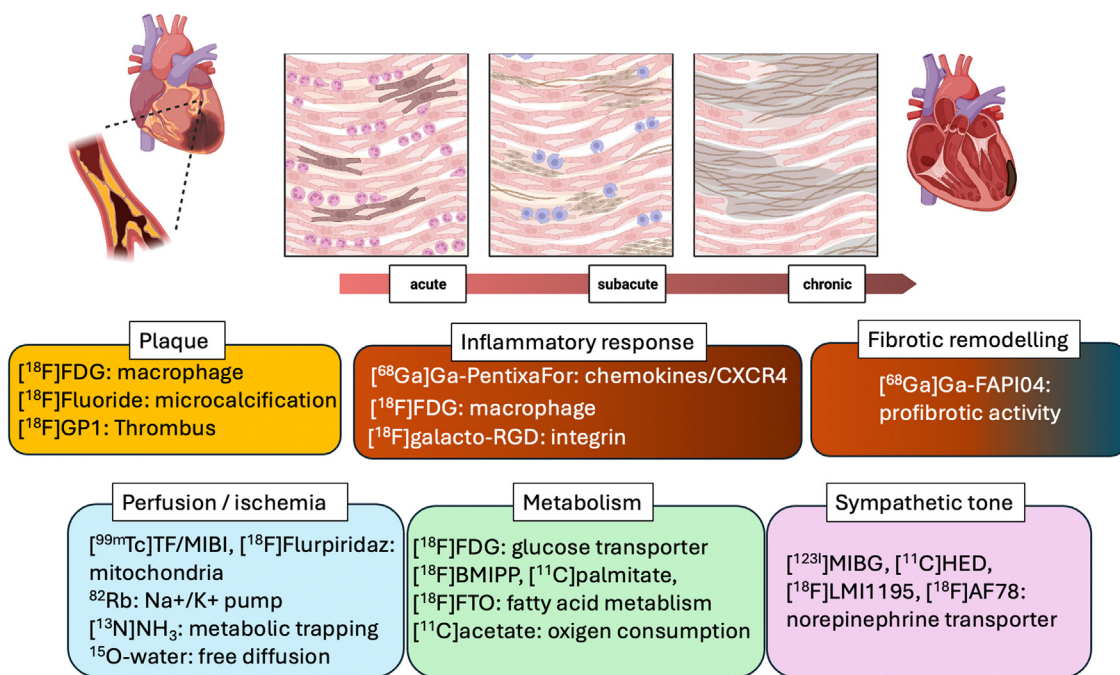 acute
subacute
chronic
Plaque
[¹⁸F]FDG: macrophage
[¹⁸F]Fluoride: microcalcification
[¹⁸F]GP1: Thrombus
Inflammatory response
[⁶⁸Ga]Ga-PentixaFor: chemokines/CXCR4
[¹⁸F]FDG: macrophage
[¹⁸F]galacto-RGD: integrin
Fibrotic remodelling
[⁶⁸Ga]Ga-FAPI04:
profibrotic activity
Perfusion / ischemia
[⁹⁹ᵐTc]TF/MIBI, [¹⁸F]Flurpiridaz:
mitochondria
⁸²Rb: Na+/K+ pump
[¹³N]NH₃: metabolic trapping
¹⁵O-water: free diffusion
Metabolism
[¹⁸F]FDG: glucose transporter
[¹⁸F]BMIPP, [¹¹C]palmitate,
[¹⁸F]FTO: fatty acid metablism
[¹¹C]acetate: oxigen consumption
Sympathetic tone
[¹²³ᴵ]MIBG, [¹¹C]HED,
[¹⁸F]LMI1195, [¹⁸F]AF78:
norepinephrine transporter